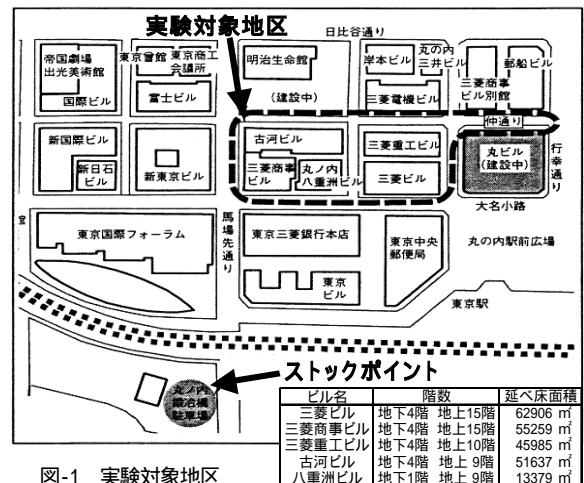 実験対象地区
日比谷通り
帝国劇場
出光美術館
東京會館
東京商工
会議所
明治生命館
岸本ビル
丸の内
三井ビル
郵船ビル
国際ビル
富士ビル
(建設中)
三菱電機ビル
三菱商事
ビル別館
仲通り
新国際ビル
新日石
ビル
新東京ビル
古河ビル
三菱商事
ビル
丸ノ内
八重洲ビル
三菱重工ビル
三菱ビル
丸ビル
(建設中)
行幸通り
大名小路
東京国際フォーラム
馬場先通り
東京三菱銀行本店
東京
ビル
東京中央
郵便局
丸の内駅前広場
東京駅
ストックポイント
丸ノ内
鍛冶橋
駐車場
ビル名 階数 延べ床面積
三菱ビル 地下4階 地上15階 62906 ㎡
三菱商事ビル 地下4階 地上15階 55259 ㎡
三菱重工ビル 地下4階 地上10階 45985 ㎡
古河ビル 地下4階 地上 9階 51637 ㎡
八重洲ビル 地下1階 地上 9階 13379 ㎡
図-1 実験対象地区